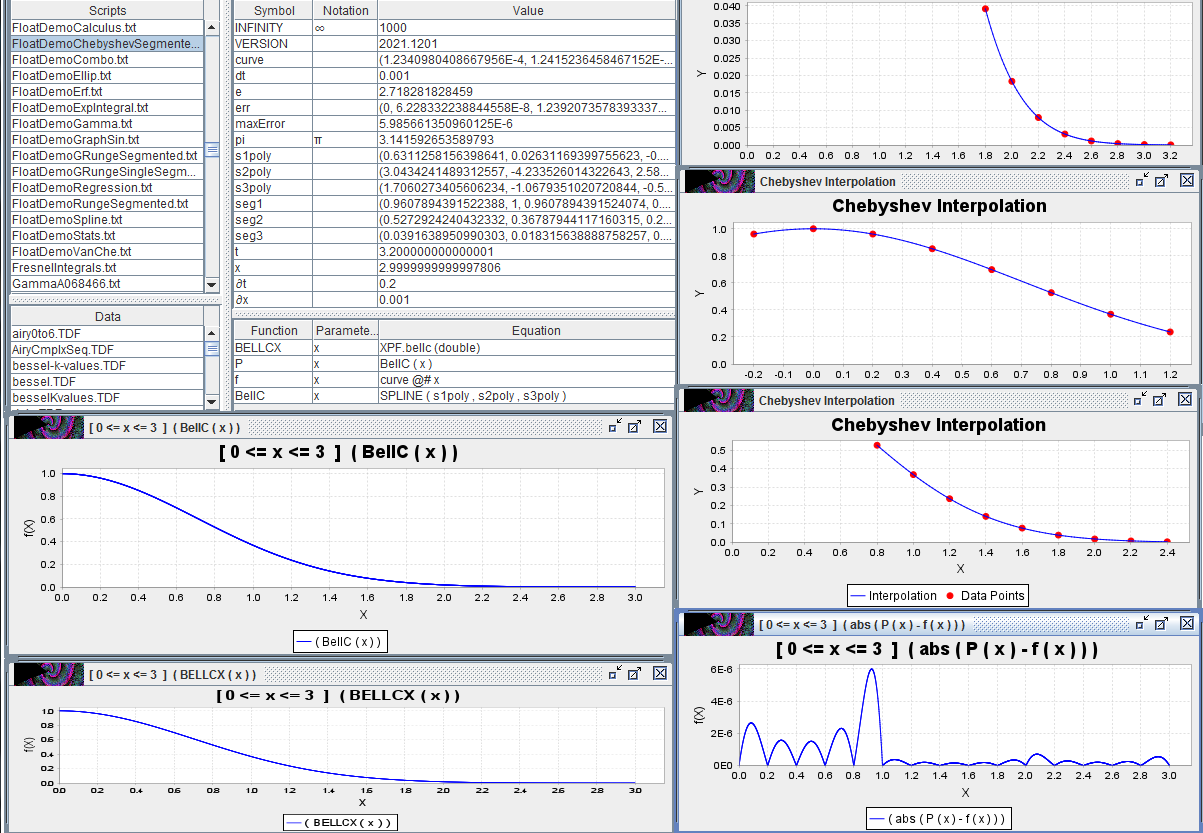 Scripts
FloatDemoCalculus.txt
FloatDemoChebyshevSegmente...
FloatDemoCombo.txt
FloatDemoEllip.txt
FloatDemoErf.txt
FloatDemoExpIntegral.txt
FloatDemoGamma.txt
FloatDemoGraphSin.txt
FloatDemoGRungeSegmented.txt
FloatDemoGRungeSingleSegm...
FloatDemoRegression.txt
FloatDemoRungeSegmented.txt
FloatDemoSpline.txt
FloatDemoStats.txt
FloatDemoVanChe.txt
FresnelIntegrals.txt
GammaA068466.txt
Data
airy0to6.TDF
AiryCmplxSeq.TDF
bessel-k-values.TDF
bessel.TDF
besselKvalues.TDF
Symbol Notation Value
INFINITY ∞ 1000
VERSION 2021.1201
curve (1.2340980408667956E-4, 1.2415236458467152E-...
dt 0.001
e 2.718281828459
err (0, 6.228332238844558E-8, 1.2392073578393337...
maxError 5.985661350960125E-6
pi π 3.141592653589793
s1poly (0.6311258156398641, 0.02631169399755623, -0....
s2poly (3.0434241489312557, -4.233526014322643, 2.58...
s3poly (1.7060273405606234, -1.0679351020720844, -0.5...
seg1 (0.9607894391522388, 1, 0.9607894391524074, 0....
seg2 (0.5272924240432332, 0.36787944117160315, 0.2...
seg3 (0.0391638950990303, 0.018315638888758257, 0....
t 3.200000000000001
x 2.9999999999997806
∂t 0.2
∂x 0.001
Function Paramete... Equation
BELLCX x XPF.bellc (double)
P x BellC ( x )
f x curve @# x
BellC x SPLINE ( s1poly , s2poly , s3poly )
[ 0 <= x <= 3 ] ( BellC ( x ) )
[ 0 <= x <= 3 ] ( BellC ( x ) )
f(X)
1.0
0.8
0.6
0.4
0.2
0.0
0.0 0.2 0.4 0.6 0.8 1.0 1.2 1.4 1.6 1.8 2.0 2.2 2.4 2.6 2.8 3.0
X
( BellC ( x ) )
[ 0 <= x <= 3 ] ( BELLCX ( x ) )
[ 0 <= x <= 3 ] ( BELLCX ( x ) )
f(X)
1.0
0.8
0.6
0.4
0.2
0.0
0.0 0.2 0.4 0.6 0.8 1.0 1.2 1.4 1.6 1.8 2.0 2.2 2.4 2.6 2.8 3.0
X
( BELLCX ( x ) )
Y
0.040
0.035
0.030
0.025
0.020
0.015
0.010
0.005
0.000
0.0 0.2 0.4 0.6 0.8 1.0 1.2 1.4 1.6 1.8 2.0 2.2 2.4 2.6 2.8 3.0 3.2
Chebyshev Interpolation
Chebyshev Interpolation
Y
1.0
0.8
0.6
0.4
0.2
0.0
-0.2 -0.1 0.0 0.1 0.2 0.3 0.4 0.5 0.6 0.7 0.8 0.9 1.0 1.1 1.2
Chebyshev Interpolation
Chebyshev Interpolation
Y
0.5
0.4
0.3
0.2
0.1
0.0
0.0 0.2 0.4 0.6 0.8 1.0 1.2 1.4 1.6 1.8 2.0 2.2 2.4
X
Interpolation Data Points
[ 0 <= x <= 3 ] ( abs ( P ( x ) - f ( x ) ) )
[ 0 <= x <= 3 ] ( abs ( P ( x ) - f ( x ) ) )
f(X)
6E-6
4E-6
2E-6
0E0
0.0 0.2 0.4 0.6 0.8 1.0 1.2 1.4 1.6 1.8 2.0 2.2 2.4 2.6 2.8 3.0
X
( abs ( P ( x ) - f ( x ) ) )